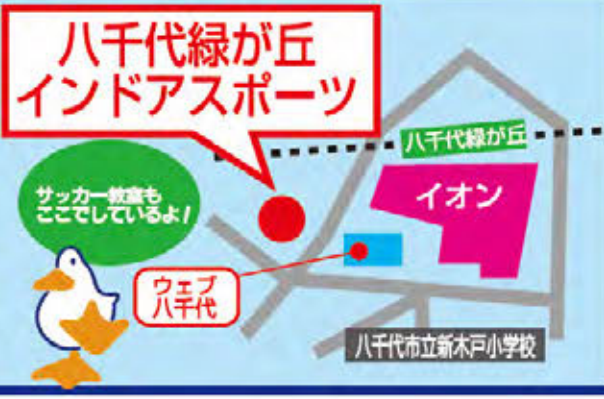 八千代緑が丘
インドアスポーツ
八千代緑が丘
サッカー教室も
ここでしているよ!
イオン
ウェブ
八千代
八千代市立新木戸小学校